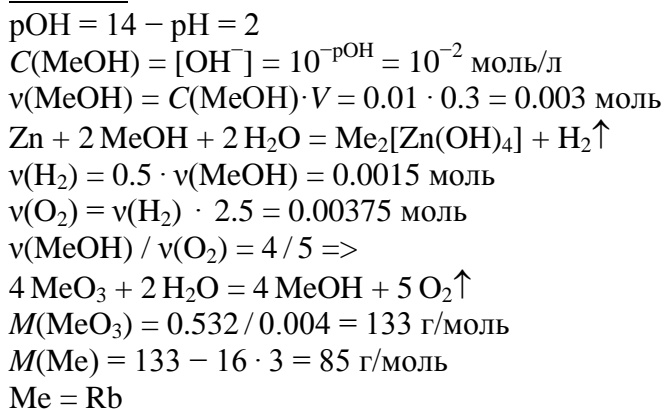 pOH = 14 − pH = 2
C(MeOH) = [OH⁻] = 10⁻ᵖᴼᴴ = 10⁻² моль/л
ν(MeOH) = C(MeOH)·V = 0.01 · 0.3 = 0.003 моль
Zn + 2 MeOH + 2 H₂O = Me₂[Zn(OH)₄] + H₂↑
ν(H₂) = 0.5 · ν(MeOH) = 0.0015 моль
ν(O₂) = ν(H₂) · 2.5 = 0.00375 моль
ν(MeOH) / ν(O₂) = 4 / 5 =>
4 MeO₃ + 2 H₂O = 4 MeOH + 5 O₂↑
M(MeO₃) = 0.532 / 0.004 = 133 г/моль
M(Me) = 133 − 16 · 3 = 85 г/моль
Me = Rb